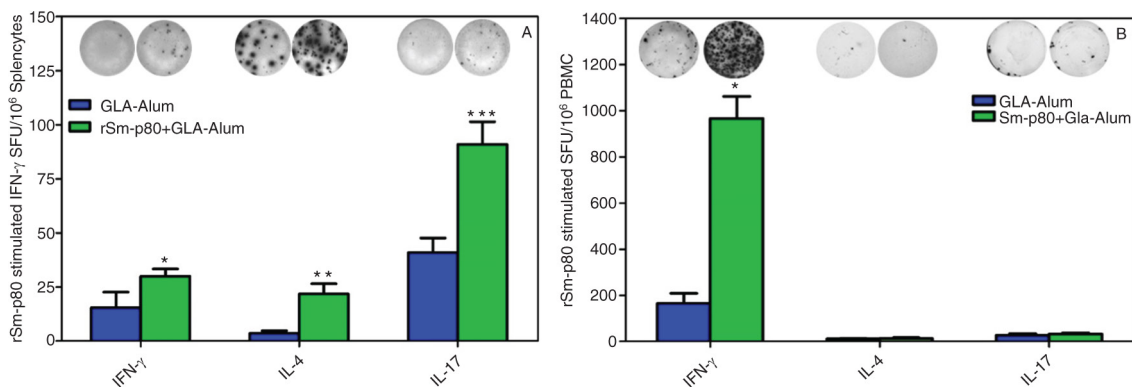 rSm-p80 stimulated IFN-γ SFU/10⁶ Splencytes
150
125
100
75
50
25
0
A
GLA-Alum
rSm-p80+GLA-Alum
*
**
***
IFN-γ
IL-4
IL-17
rSm-p80 stimulated SFU/10⁶ PBMC
1400
1200
1000
800
600
400
200
0
B
GLA-Alum
Sm-p80+Gla-Alum
*
IFN-γ
IL-4
IL-17